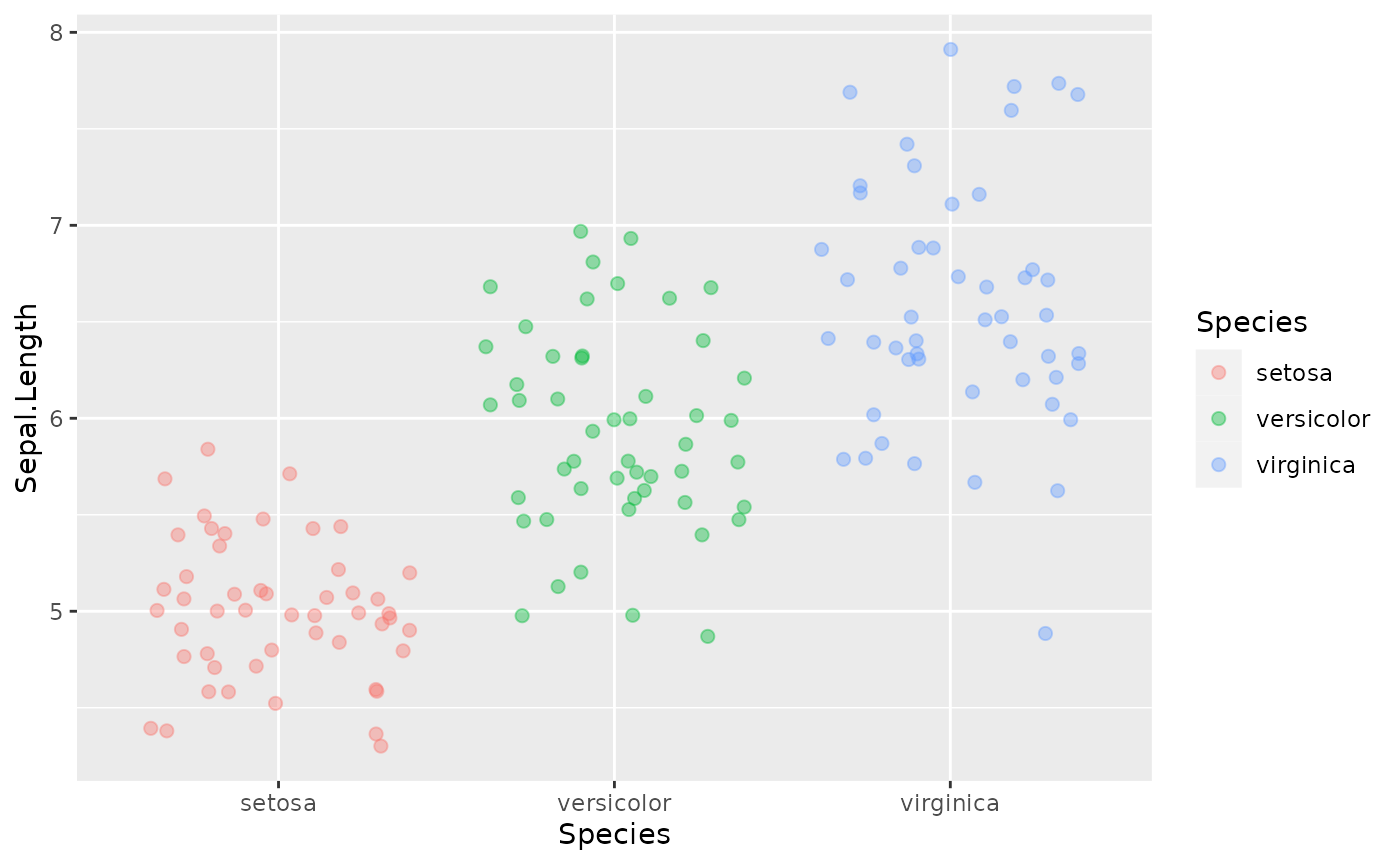 8
7
6
5
Sepal.Length
setosa
versicolor
virginica
Species
Species
setosa
versicolor
virginica